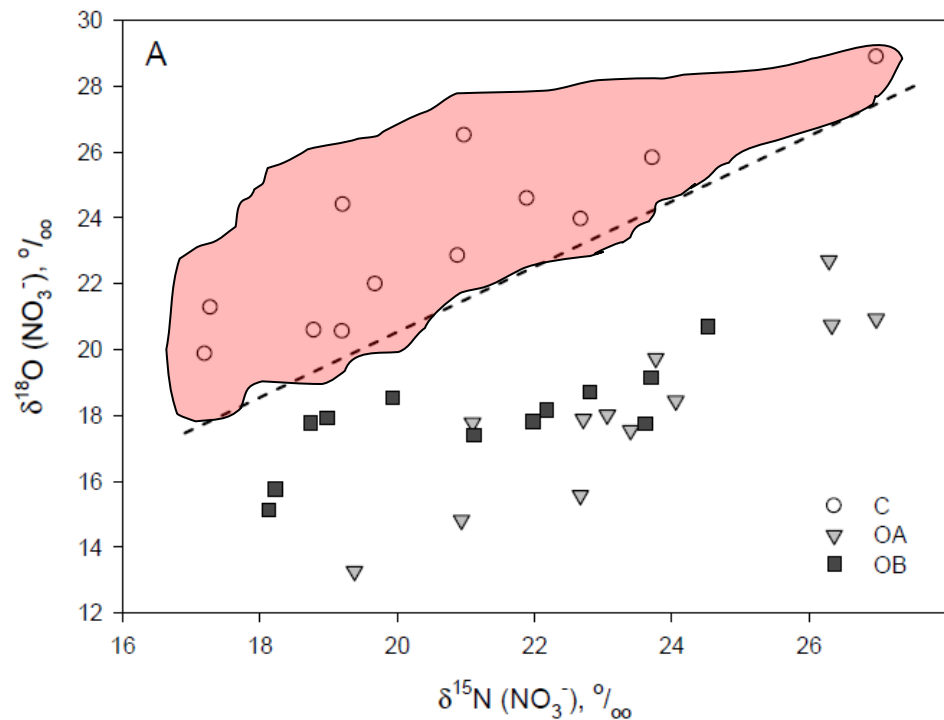 A
30
28
26
24
22
20
18
16
14
12
δ¹⁸O (NO₃⁻), ‰
16
18
20
22
24
26
δ¹⁵N (NO₃⁻), ‰
C
OA
OB